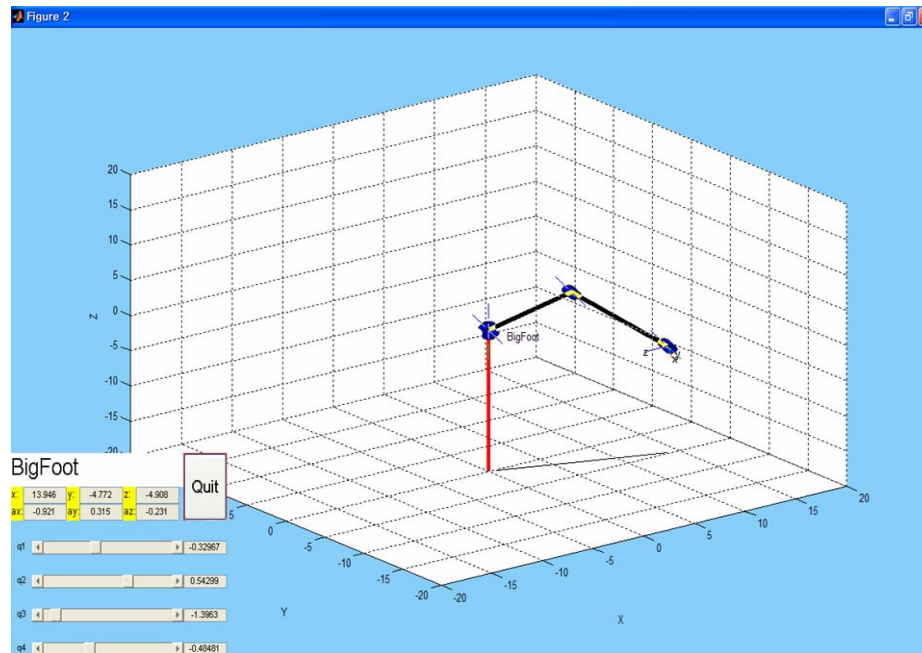 Figure 2
20
15
10
5
0
-5
-10
-15
-20
Z
BigFoot
z
y
x
BigFoot
Quit
x: 13.946 y: -4.772 z: -4.908
ax: -0.921 ay: 0.315 az: -0.231
q1 -0.32967
q2 0.54299
q3 -1.3963
q4 -0.48481
5
0
-5
-10
-15
-20
Y
-20
-15
-10
-5
0
5
10
15
20
X